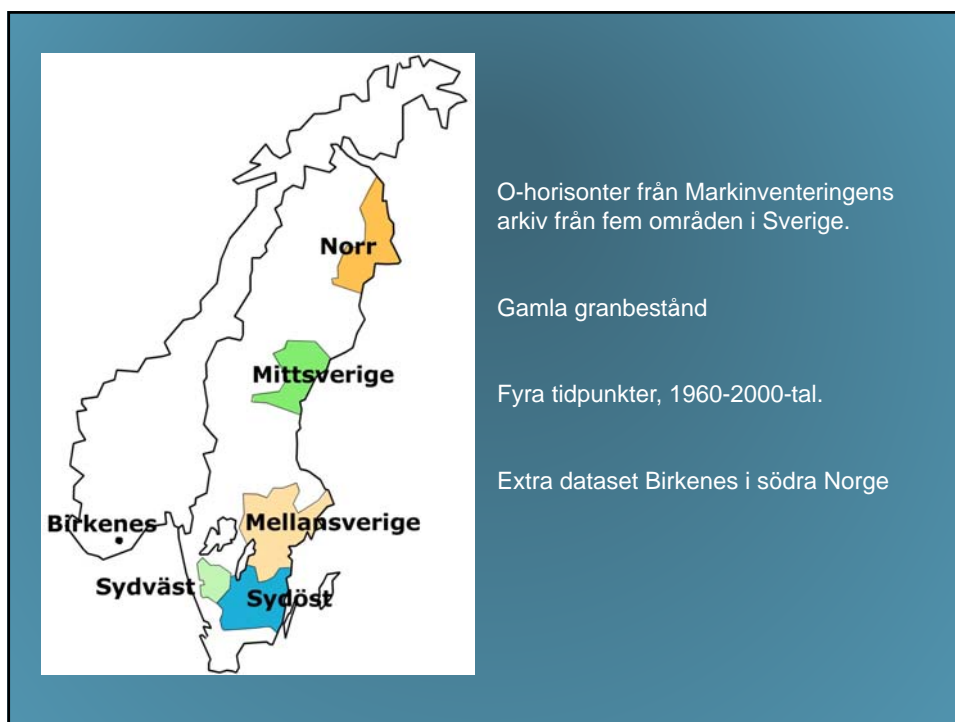 Norr
Mittsverige
Birkenes
Mellansverige
Sydväst
Sydöst
O-horisonter från Markinventeringens
arkiv från fem områden i Sverige.
Gamla granbestånd
Fyra tidpunkter, 1960-2000-tal.
Extra dataset Birkenes i södra Norge